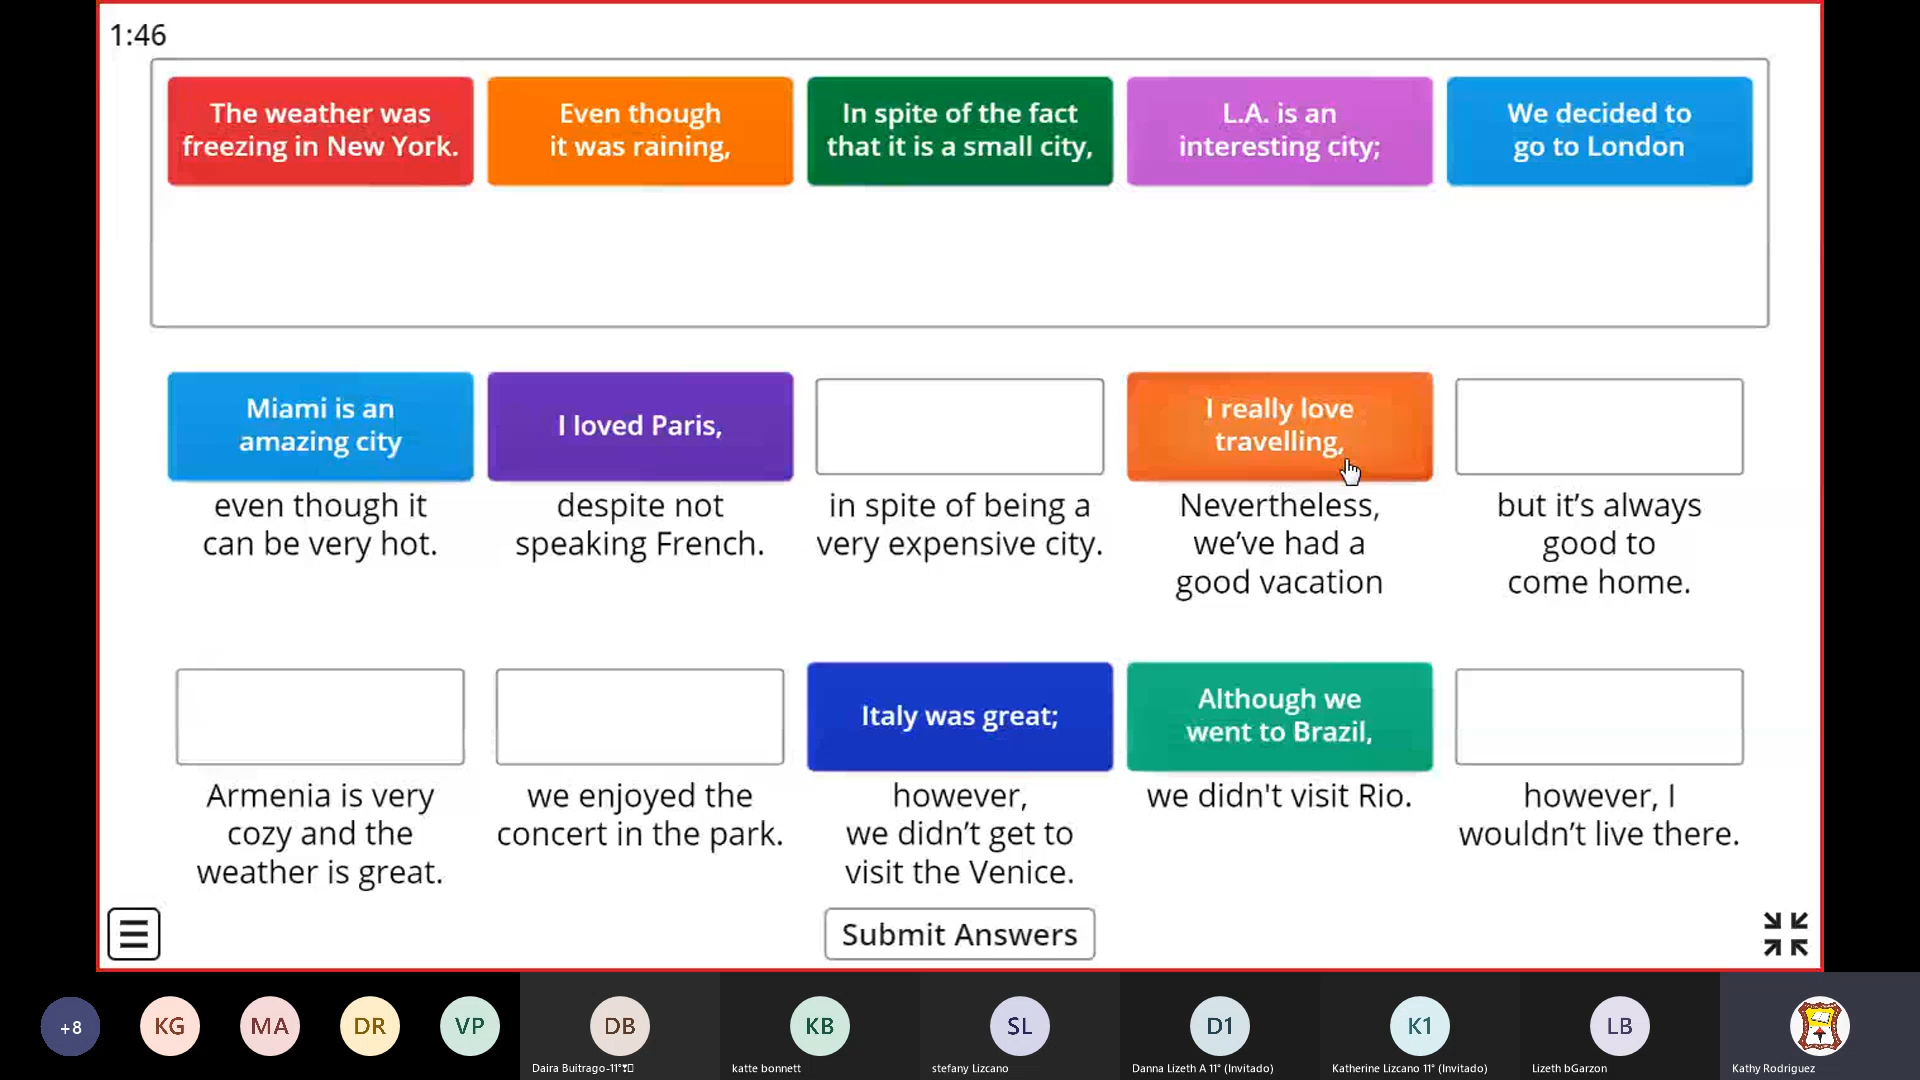 1:46
The weather was
freezing in New York.
Even though
it was raining,
In spite of the fact
that it is a small city,
L.A. is an
interesting city;
We decided to
go to London
Miami is an
amazing city
even though it
can be very hot.
I loved Paris,
despite not
speaking French.
in spite of being a
very expensive city.
I really love
travelling,
Nevertheless,
we’ve had a
good vacation
but it’s always
good to
come home.
Armenia is very
cozy and the
weather is great.
we enjoyed the
concert in the park.
Italy was great;
however,
we didn’t get to
visit the Venice.
Although we
went to Brazil,
we didn't visit Rio.
however, I
wouldn’t live there.
Submit Answers
+8
KG
MA
DR
VP
DB
Daira Buitrago-11°
KB
katte bonnett
SL
stefany Lizcano
D1
Danna Lizeth A 11° (Invitado)
K1
Katherine Lizcano 11° (Invitado)
LB
Lizeth bGarzon
Kathy Rodriguez